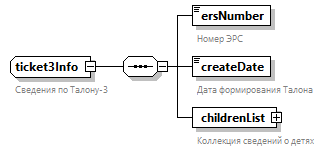 ersNumber
Номер ЭРС
ticket3Info
Сведения по Талону-3
createDate
Дата формирования Талона
childrenList
Коллекция сведений о детях